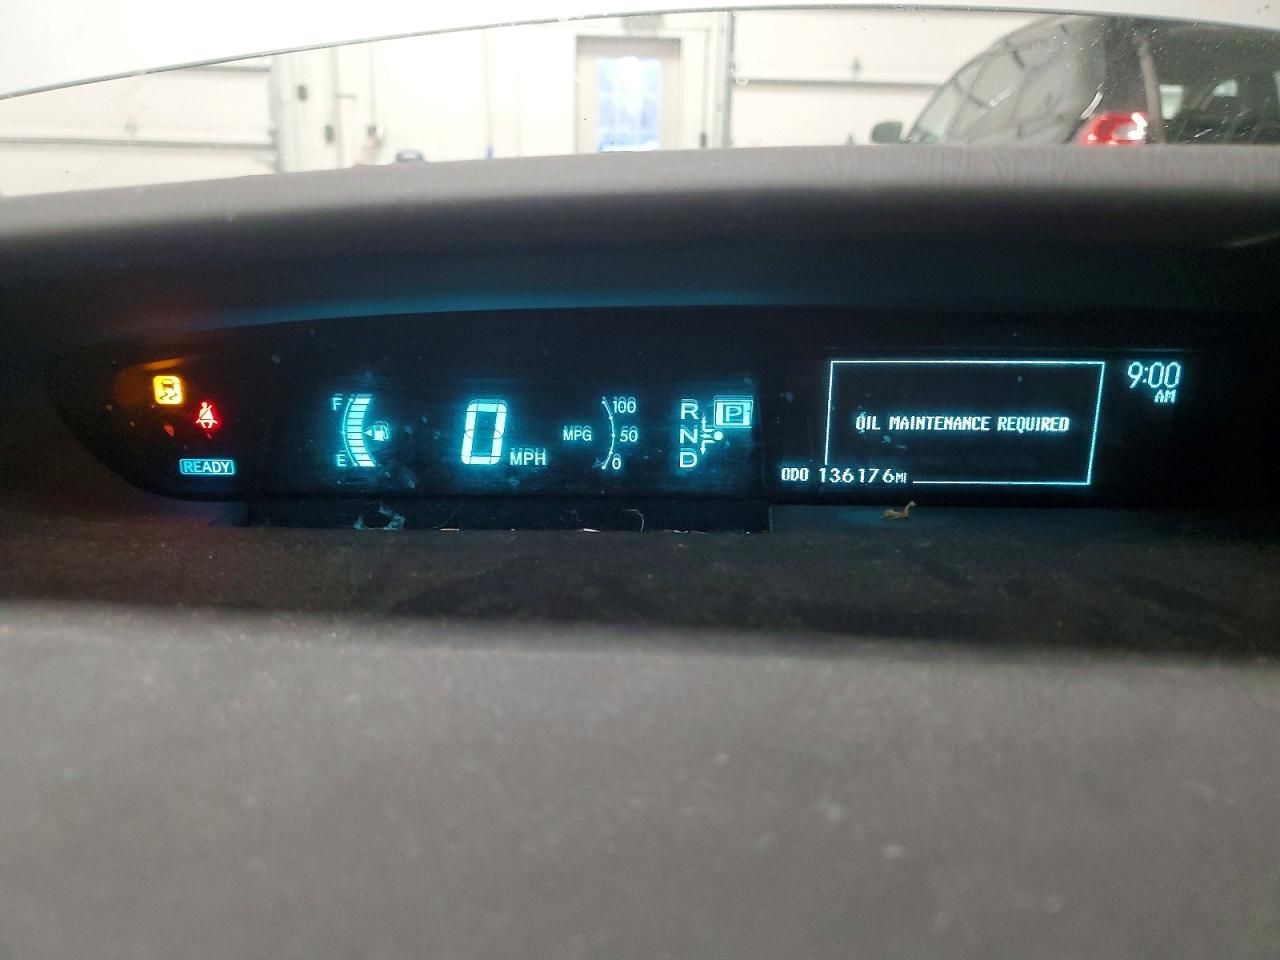 READY
F
E
0 MPH
MPG
100
50
0
R
N
D
P
OIL MAINTENANCE REQUIRED
ODO 136176MI
9:00
AM